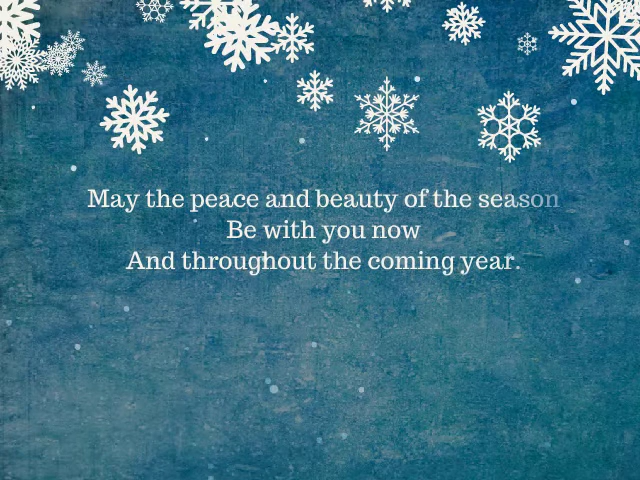 May the peace and beauty of the season
Be with you now
And throughout the coming year.